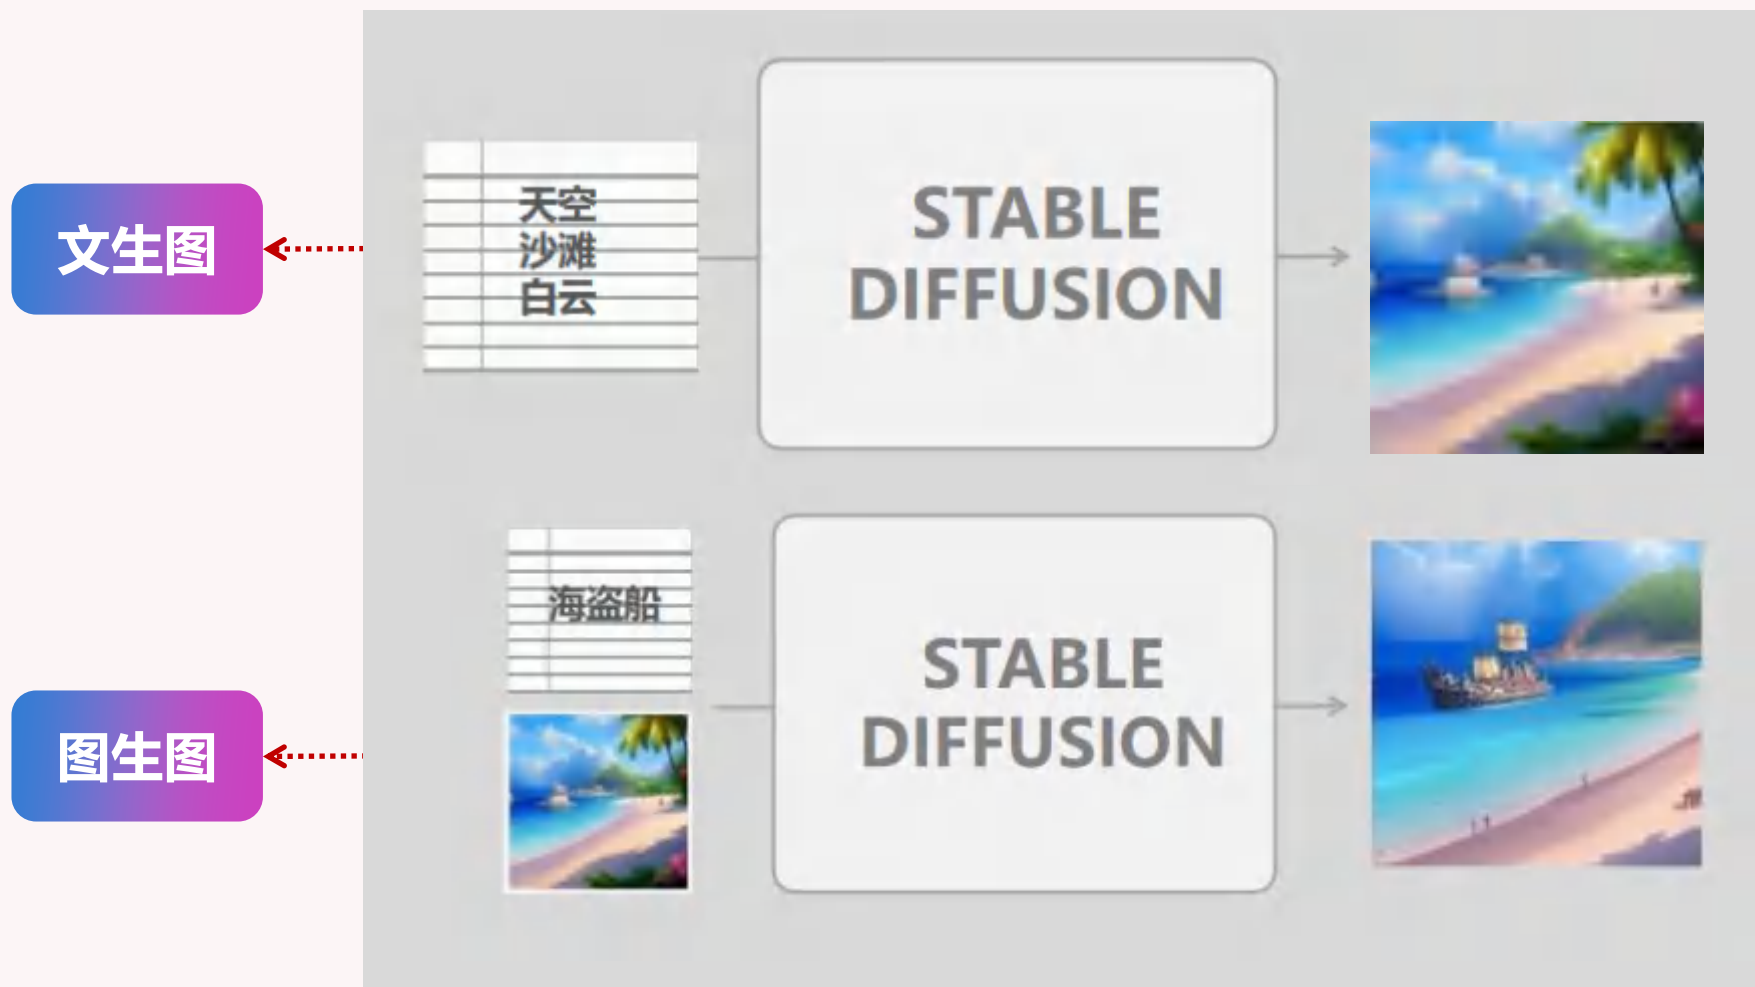 文生图
天空
沙滩
白云
STABLE
DIFFUSION
图生图
海盗船
STABLE
DIFFUSION